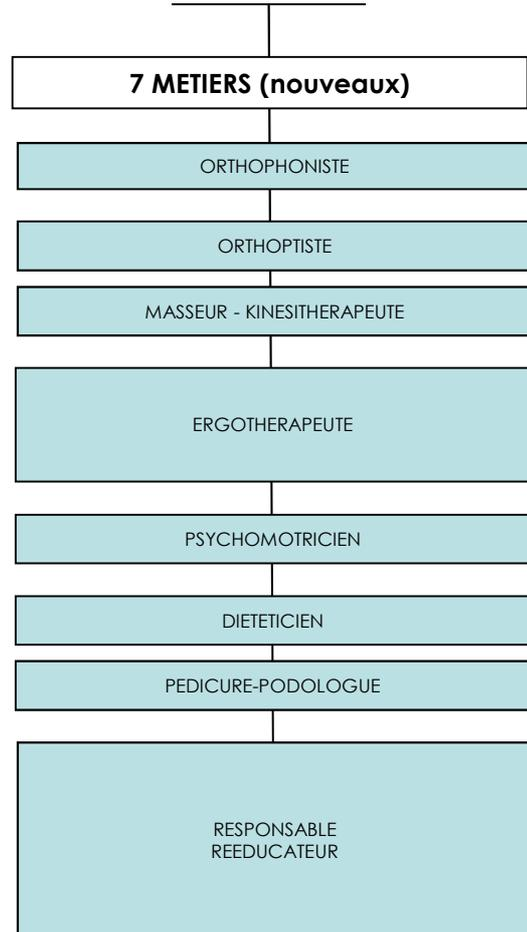 7 METIERS (nouveaux)
ORTHOPHONISTE
ORTHOPTISTE
MASSEUR - KINESITHERAPEUTE
ERGOTHERAPEUTE
PSYCHOMOTRICIEN
DIETETICIEN
PEDICURE-PODOLOGUE
RESPONSABLE
REEDUCATEUR